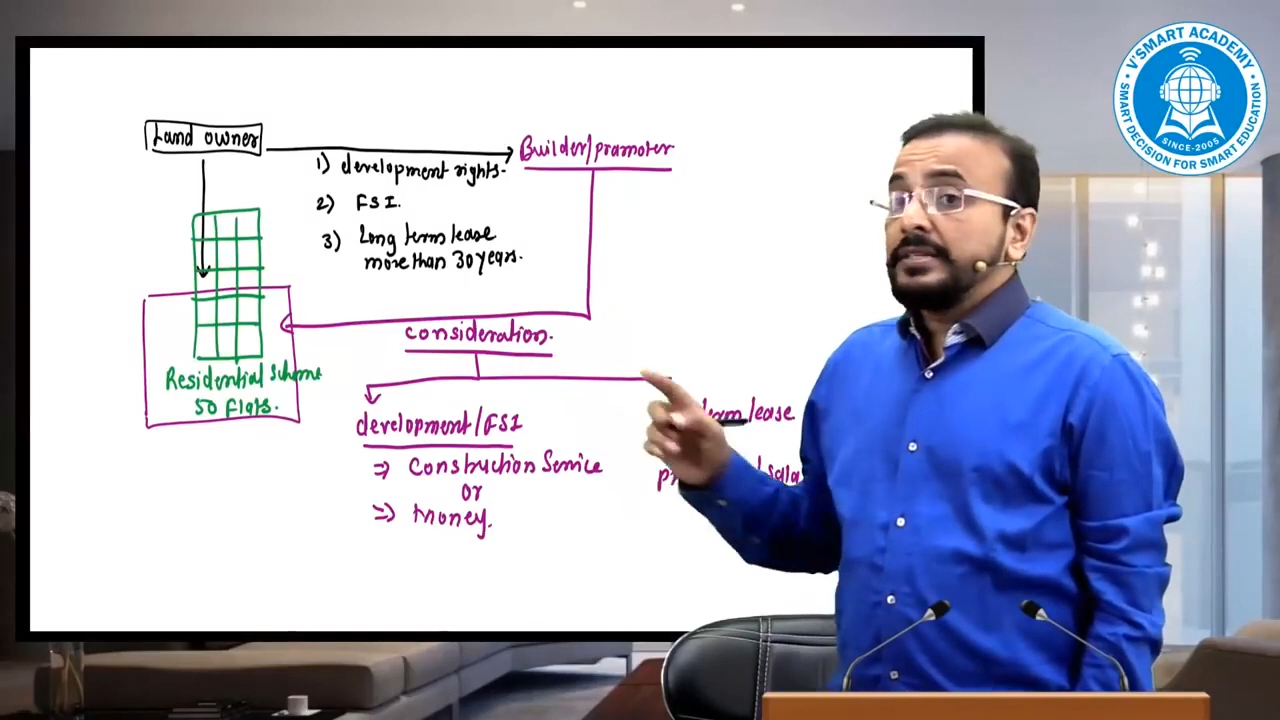 Land owner
Builder/promoter
1) development rights.
2) FSI.
3) Long term lease
more than 30 years.
Consideration.
Residential Scheme
50 Flats.
development/FSI
⇒ Construction Service
or
⇒ Money.
term lease
V'SMART ACADEMY
SINCE-2005
SMART DECISION FOR SMART EDUCATION